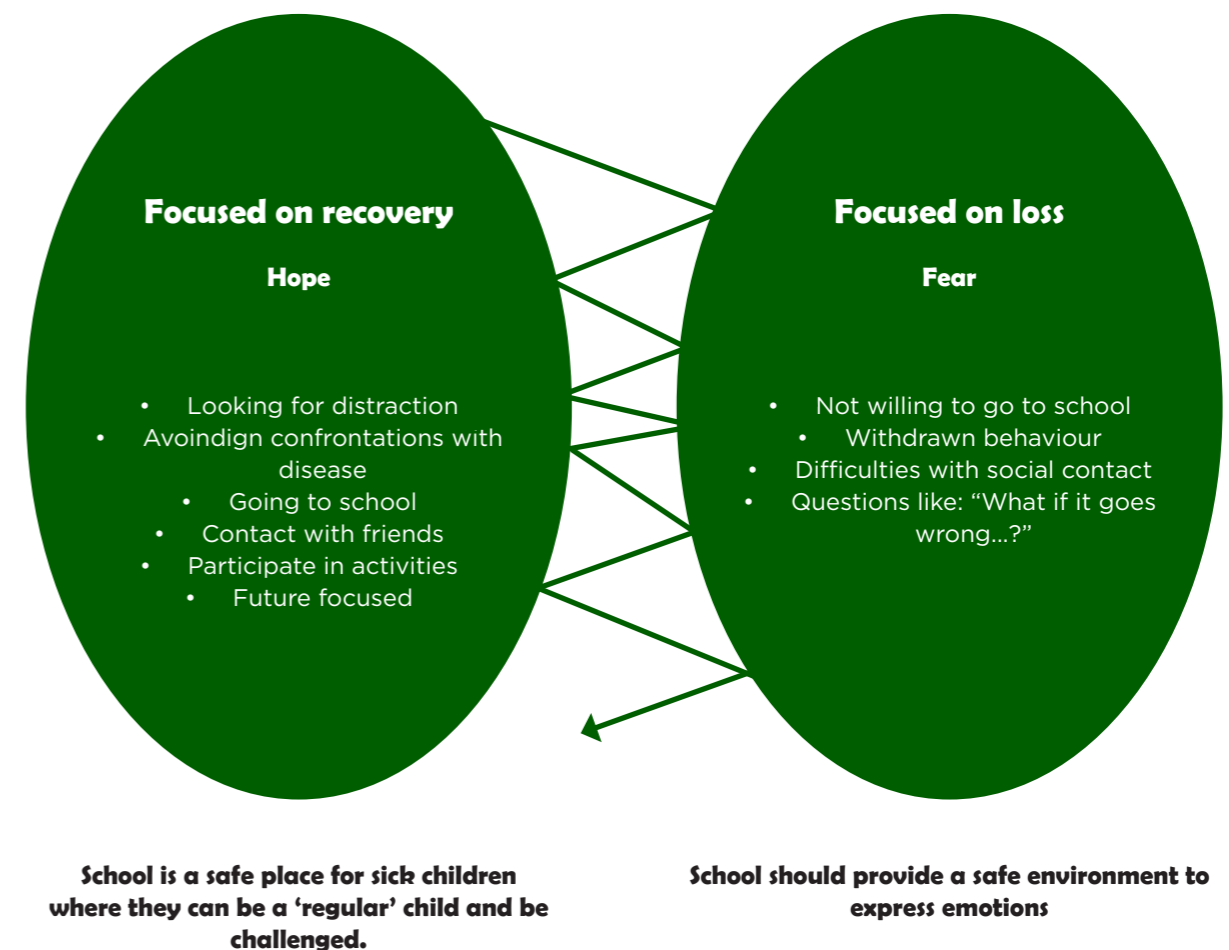 Focused on recovery
Hope
• Looking for distraction
• Avoindign confrontations with
disease
• Going to school
• Contact with friends
• Participate in activities
• Future focused
Focused on loss
Fear
• Not willing to go to school
• Withdrawn behaviour
• Difficulties with social contact
• Questions like: “What if it goes
wrong...?”
School is a safe place for sick children
where they can be a ‘regular’ child and be
challenged.
School should provide a safe environment to
express emotions